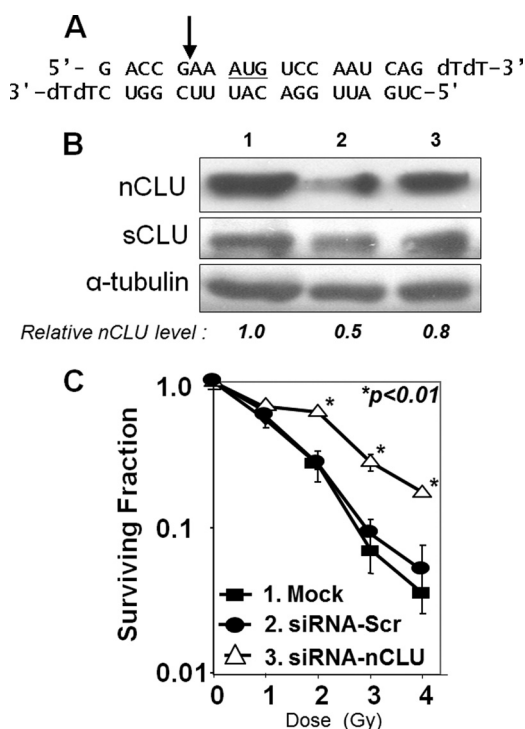 A
5'- G ACC GAA AUG UCC AAU CAG dTdT-3'
3'-dTdTC UGG CUU UAC AGG UUA GUC-5'
B
1 2 3
nCLU
sCLU
α-tubulin
Relative nCLU level : 1.0 0.5 0.8
C
1.0
*p<0.01
*
*
*
0.1
Surviving Fraction
1. Mock
2. siRNA-Scr
3. siRNA-nCLU
0.01
0 1 2 3 4
Dose (Gy)